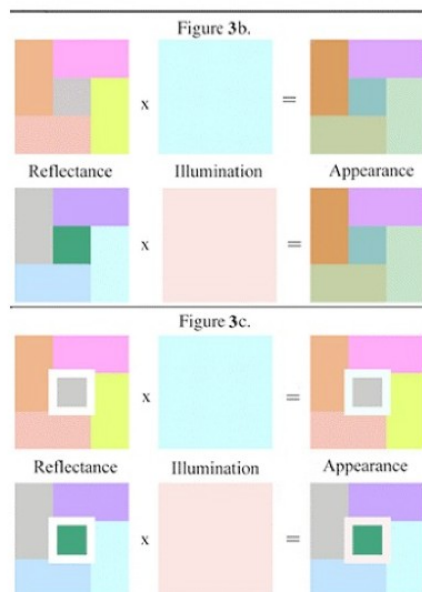 Figure 3b.
x =
Reflectance Illumination Appearance
x =
Figure 3c.
x =
Reflectance Illumination Appearance
x =